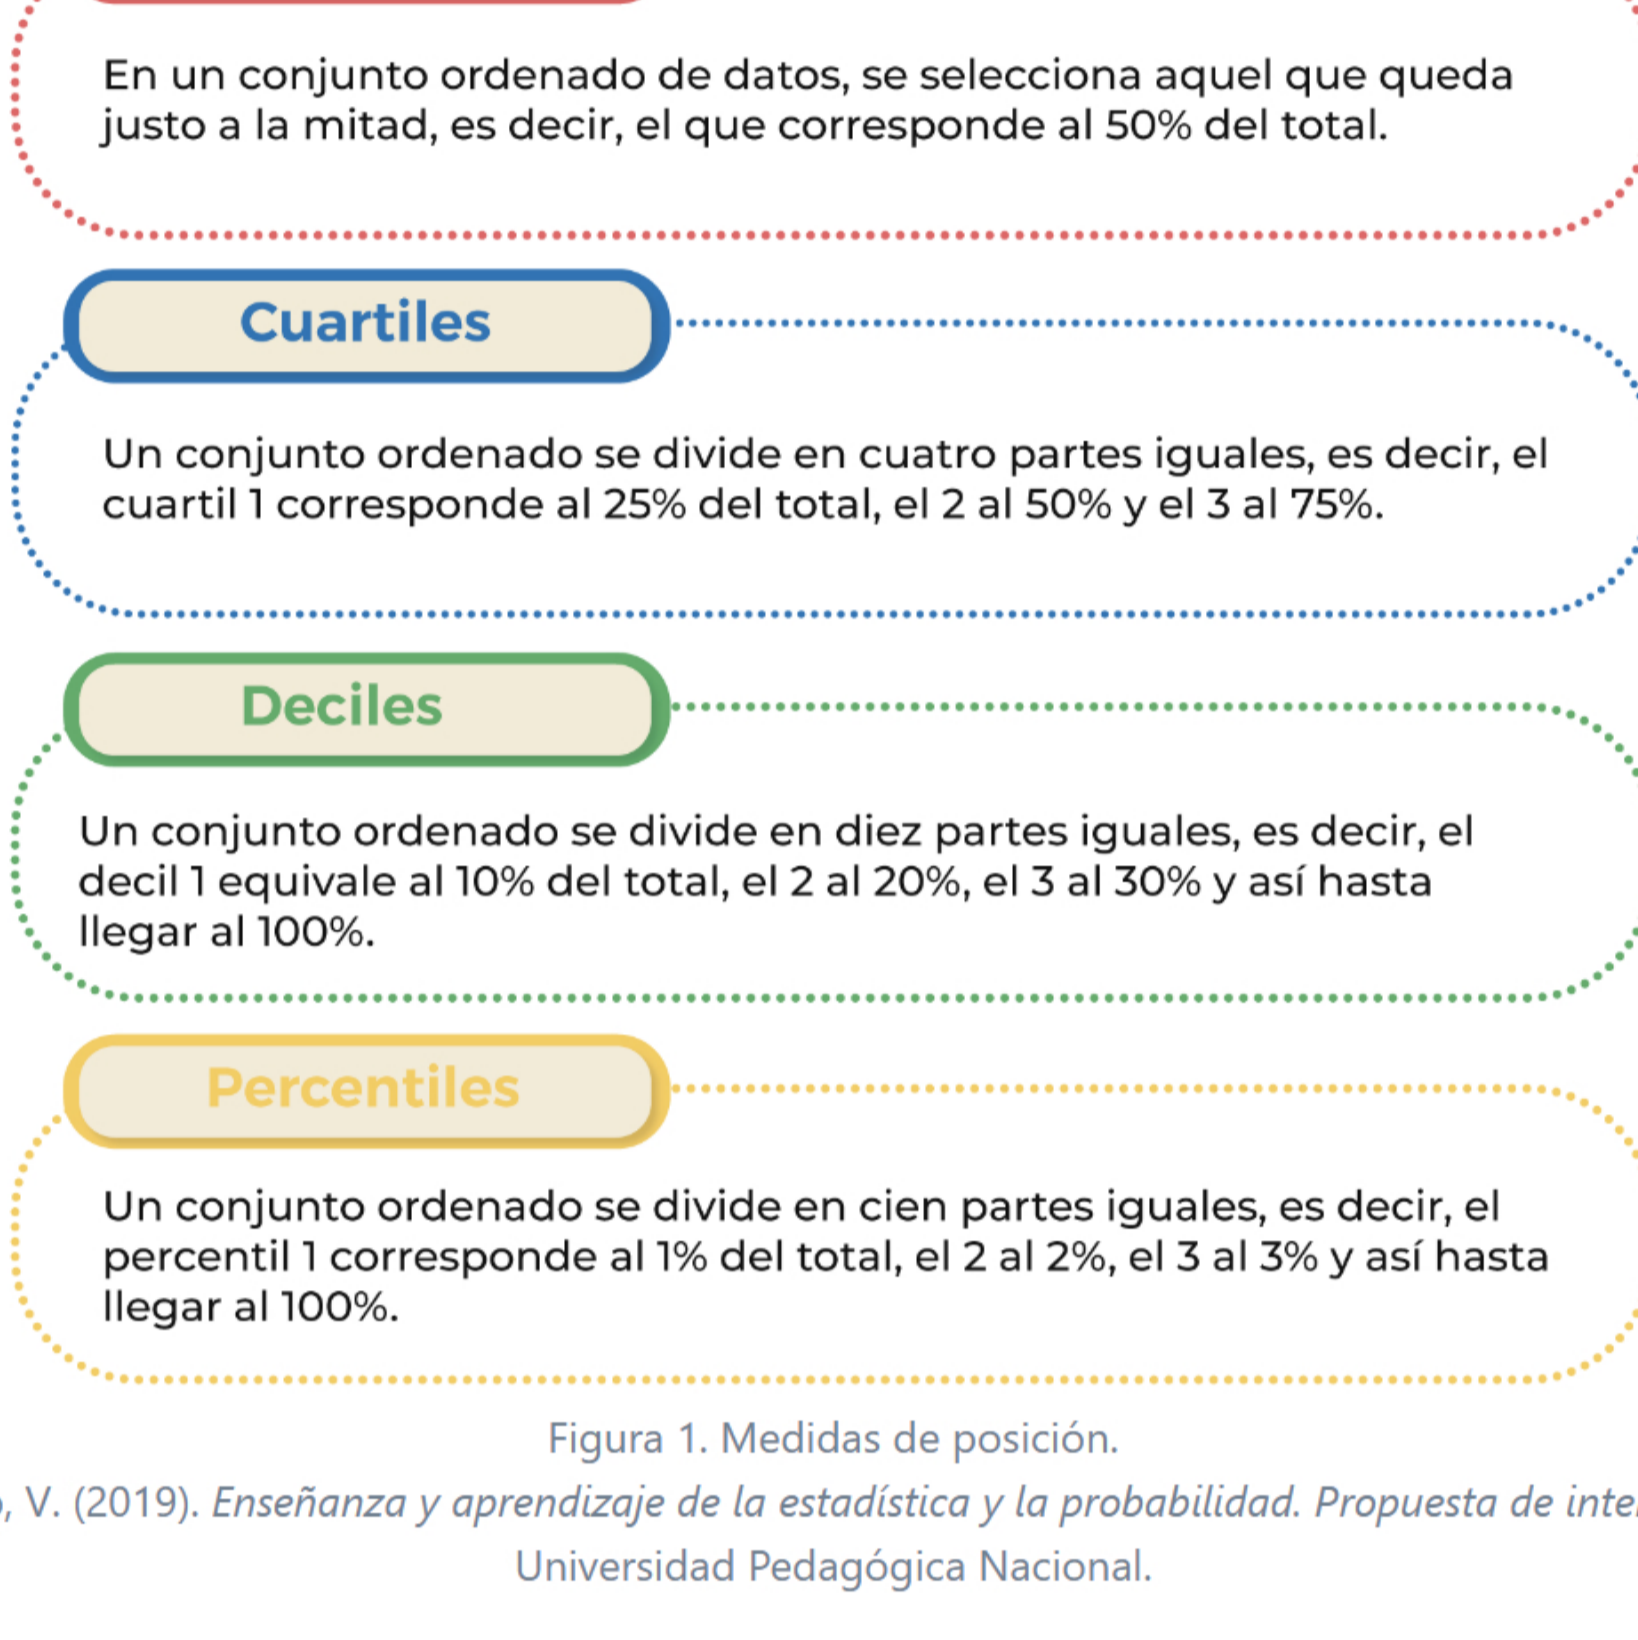 En un conjunto ordenado de datos, se selecciona aquel que queda
justo a la mitad, es decir, el que corresponde al 50% del total.
Cuartiles
Un conjunto ordenado se divide en cuatro partes iguales, es decir, el
cuartil 1 corresponde al 25% del total, el 2 al 50% y el 3 al 75%.
Deciles
Un conjunto ordenado se divide en diez partes iguales, es decir, el
decil 1 equivale al 10% del total, el 2 al 20%, el 3 al 30% y así hasta
llegar al 100%.
Percentiles
Un conjunto ordenado se divide en cien partes iguales, es decir, el
percentil 1 corresponde al 1% del total, el 2 al 2%, el 3 al 3% y así hasta
llegar al 100%.
Figura 1. Medidas de posición.
, V. (2019). Enseñanza y aprendizaje de la estadística y la probabilidad. Propuesta de
Universidad Pedagógica Nacional.